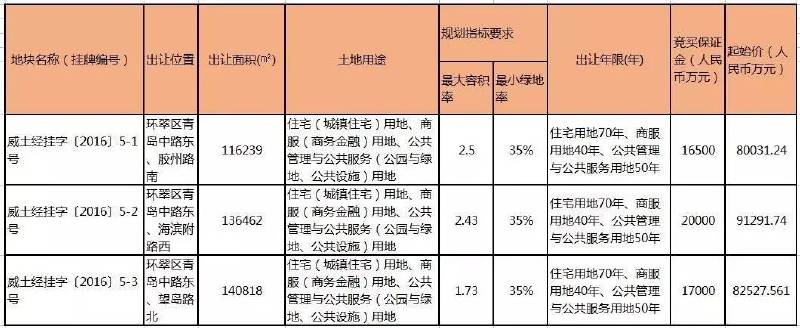 地块名称（挂牌编号）
出让位置
出让面积(m²)
土地用途
规划指标要求
最大容积
率
最小绿地
率
出让年限(年)
竞买保证
金（人民
币万元）
起始价（人
民币万元）
威土经挂字〔2016〕5-1
号
环翠区青
岛中路东
、胶州路
南
116239
住宅（城镇住宅）用地、商
服（商务金融）用地、公共
管理与公共服务（公园与绿
地、公共设施）用地
2.5
35%
住宅用地70年、商服
用地40年、公共管理
与公共服务用地50年
16500
80031.24
威土经挂字〔2016〕5-2
号
环翠区青
岛中路东
、海滨附
路西
136462
住宅（城镇住宅）用地、商
服（商务金融）用地、公共
管理与公共服务（公园与绿
地、公共设施）用地
2.43
35%
住宅用地70年、商服
用地40年、公共管理
与公共服务用地50年
20000
91291.74
威土经挂字〔2016〕5-3
号
环翠区青
岛中路东
、望岛路
北
140818
住宅（城镇住宅）用地、商
服（商务金融）用地、公共
管理与公共服务（公园与绿
地、公共设施）用地
1.73
35%
住宅用地70年、商服
用地40年、公共管理
与公共服务用地50年
17000
82527.561